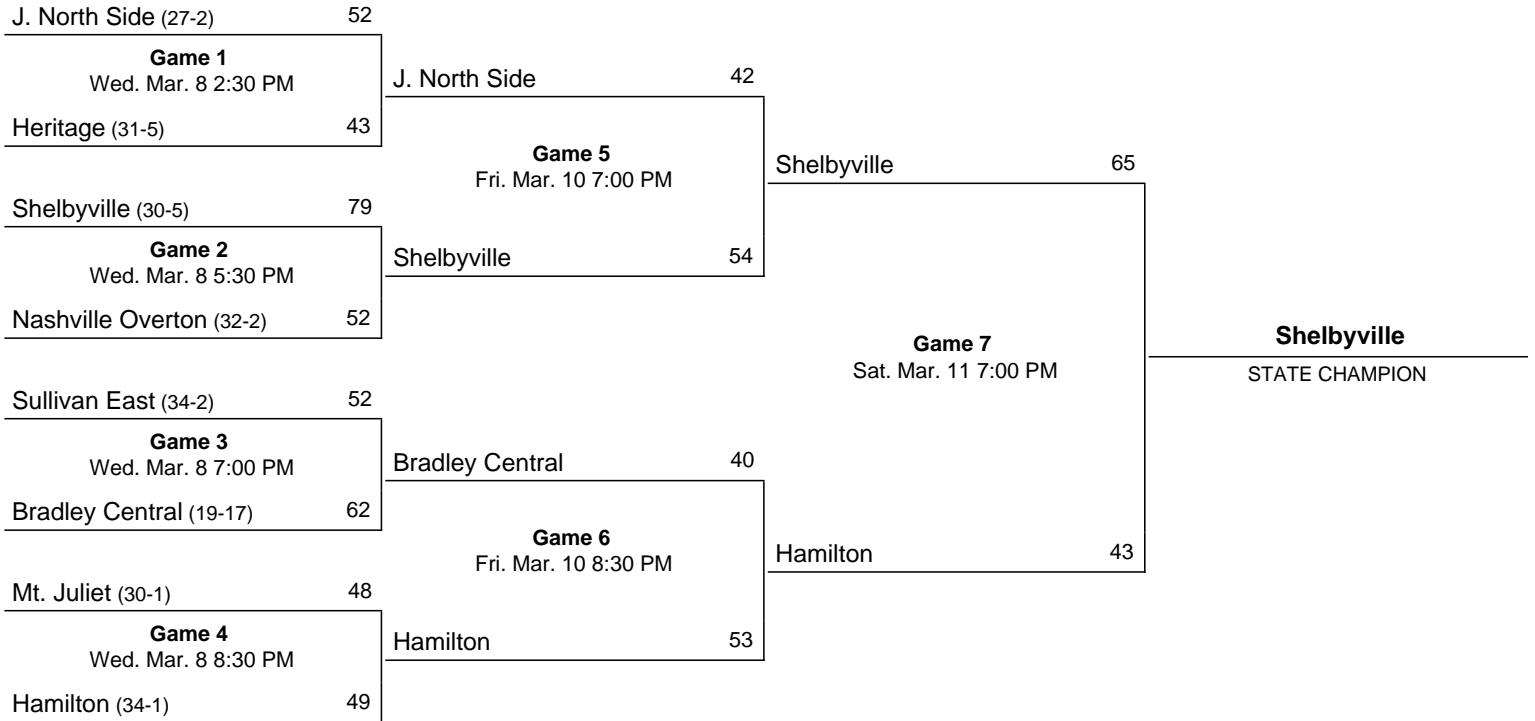 J. North Side (27-2) 52
Game 1
Wed. Mar. 8 2:30 PM
Heritage (31-5) 43
Shelbyville (30-5) 79
Game 2
Wed. Mar. 8 5:30 PM
Nashville Overton (32-2) 52
Sullivan East (34-2) 52
Game 3
Wed. Mar. 8 7:00 PM
Bradley Central (19-17) 62
Mt. Juliet (30-1) 48
Game 4
Wed. Mar. 8 8:30 PM
Hamilton (34-1) 49
J. North Side 42
Game 5
Fri. Mar. 10 7:00 PM
Shelbyville 54
Bradley Central 40
Game 6
Fri. Mar. 10 8:30 PM
Hamilton 53
Shelbyville 65
Game 7
Sat. Mar. 11 7:00 PM
Hamilton 43
Shelbyville
STATE CHAMPION